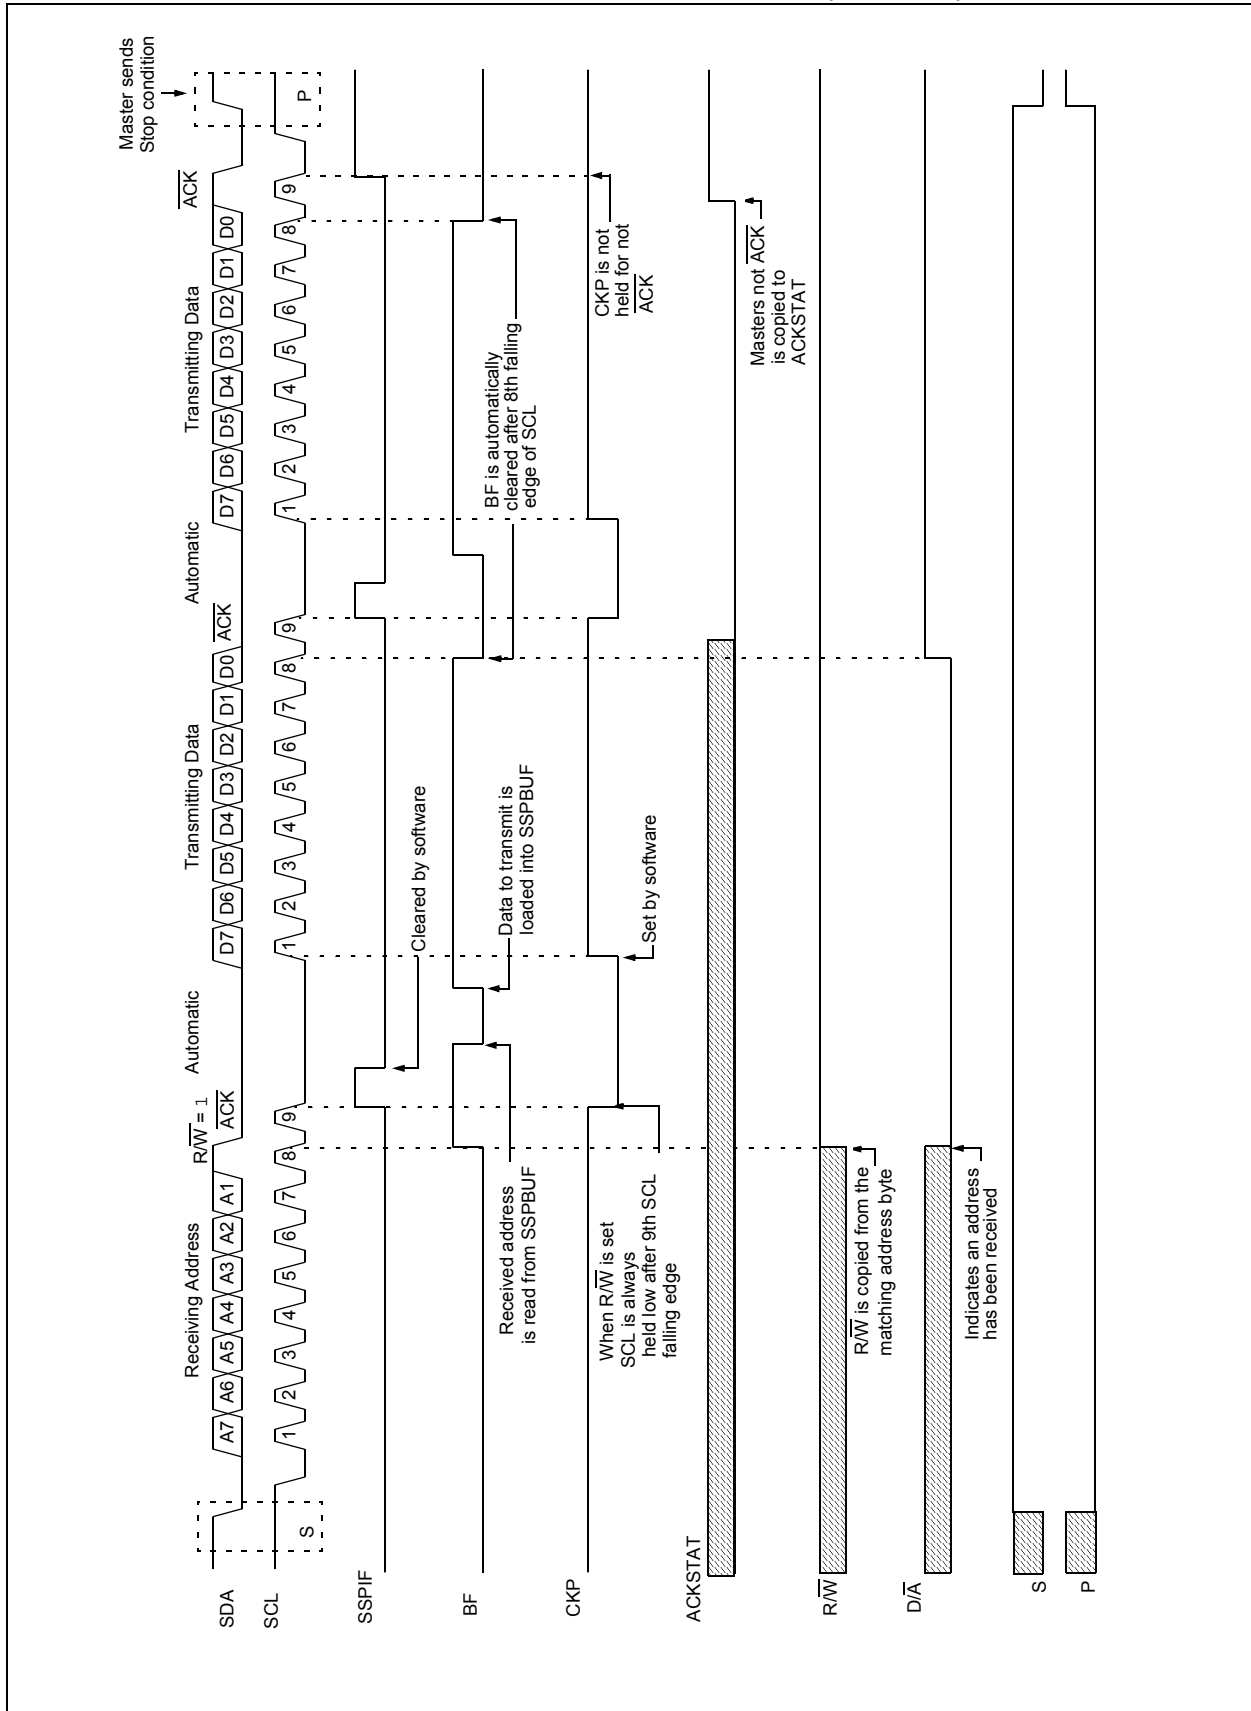 Master sends
Stop condition
Receiving Address
R/W = 1
ACK
Automatic
Transmitting Data
ACK
Automatic
Transmitting Data
ACK
SDA
A7 A6 A5 A4 A3 A2 A1
D7 D6 D5 D4 D3 D2 D1 D0
D7 D6 D5 D4 D3 D2 D1 D0
SCL
S
1 2 3 4 5 6 7 8 9
1 2 3 4 5 6 7 8 9
1 2 3 4 5 6 7 8 9
P
SSPIF
Cleared by software
BF
Received address
is read from SSPBUF
Data to transmit is
loaded into SSPBUF
BF is automatically
cleared after 8th falling
edge of SCL
CKP
When R/W is set
SCL is always
held low after 9th SCL
falling edge
Set by software
CKP is not
held for not
ACK
ACKSTAT
Masters not ACK
is copied to
ACKSTAT
R/W
R/W is copied from the
matching address byte
D/A
Indicates an address
has been received
S
P